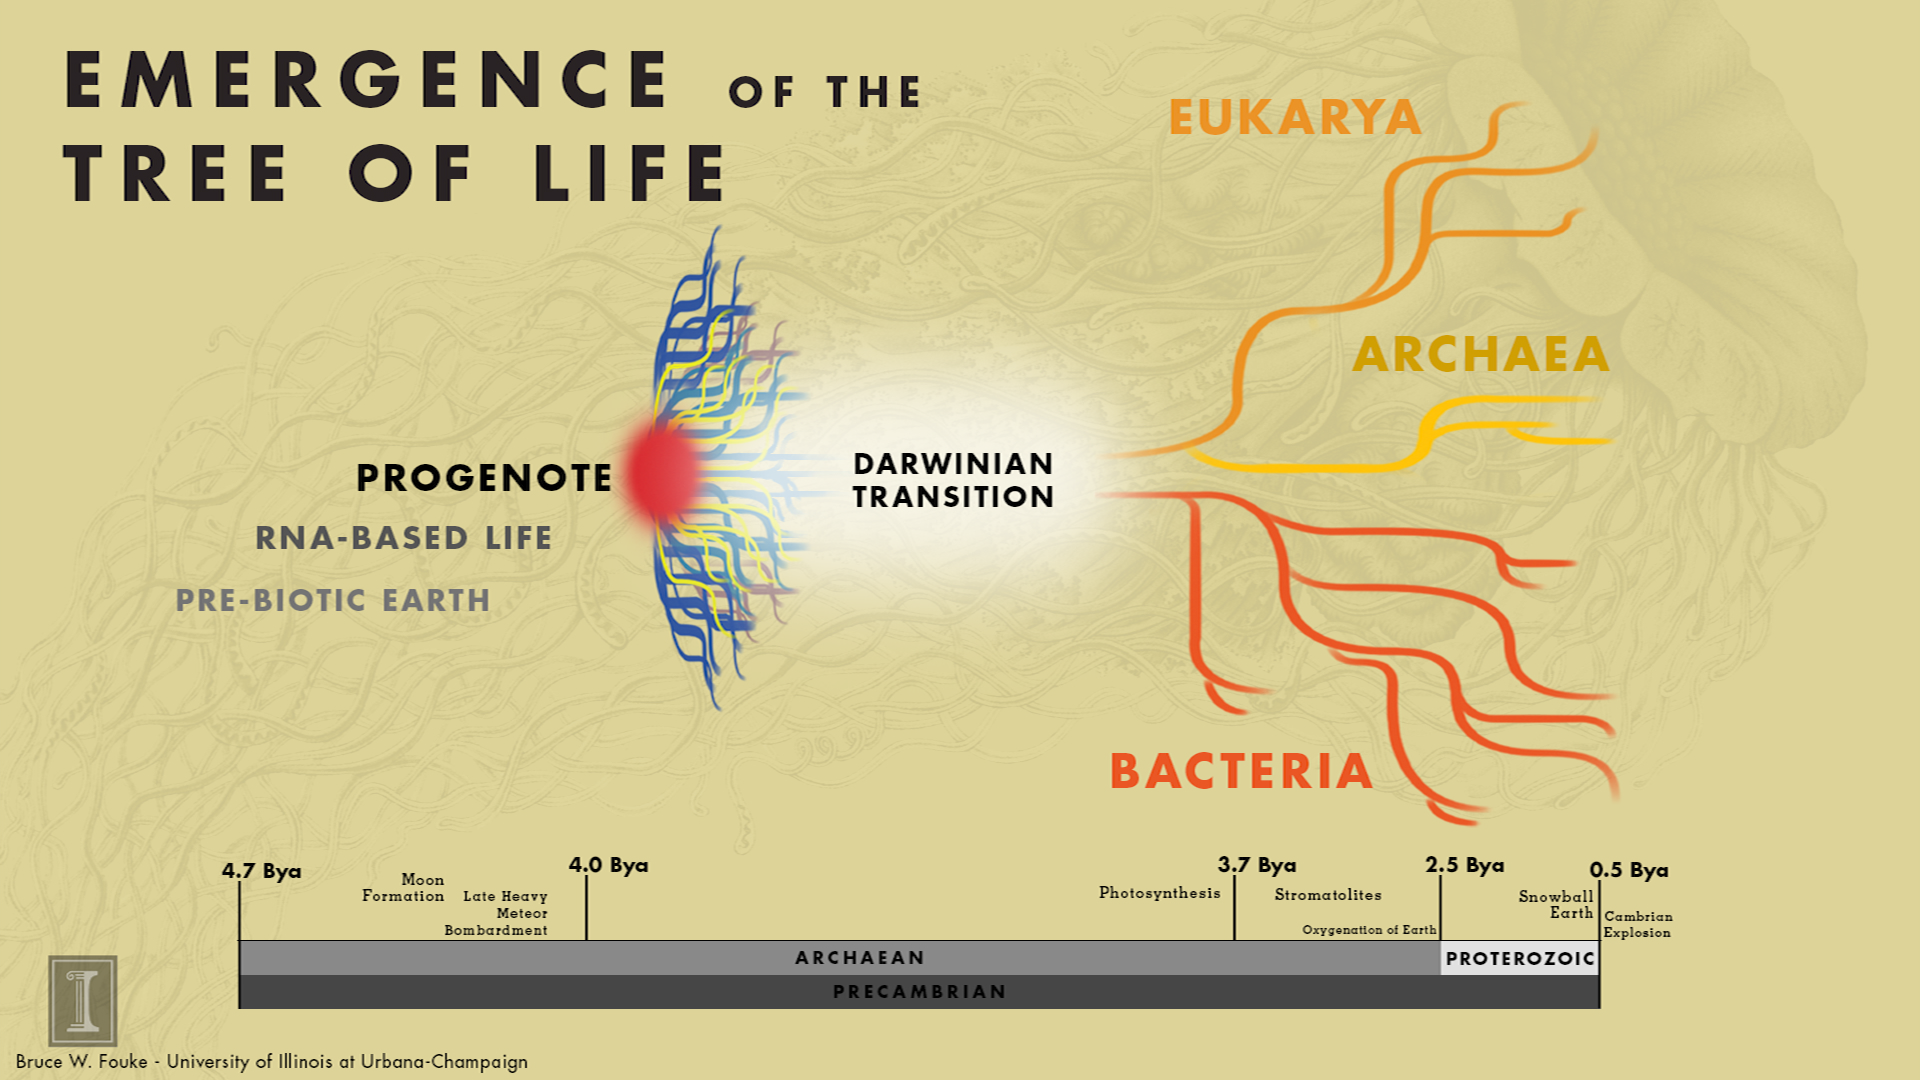 EMERGENCE OF THE
TREE OF LIFE
EUKARYA
ARCHAEA
PROGENOTE
RNA-BASED LIFE
PRE-BIOTIC EARTH
DARWINIAN
TRANSITION
BACTERIA
4.7 Bya
Moon
Formation
Late Heavy
Meteor
Bombardment
4.0 Bya
Photosynthesis
3.7 Bya
Stromatolites
Oxygenation of Earth
2.5 Bya
Snowball
Earth
0.5 Bya
Cambrian
Explosion
ARCHAEAN
PROTEROZOIC
PRECAMBRIAN
I
Bruce W. Fouke - University of Illinois at Urbana-Champaign